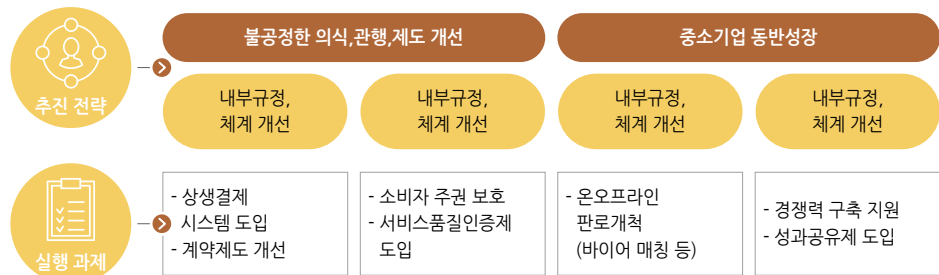 추진 전략
불공정한 의식,관행,제도 개선
중소기업 동반성장
내부규정,
체계 개선
내부규정,
체계 개선
내부규정,
체계 개선
내부규정,
체계 개선
실행 과제
- 상생결제
시스템 도입
- 계약제도 개선
- 소비자 주권 보호
- 서비스품질인증제
도입
- 온오프라인
판로개척
(바이어 매칭 등)
- 경쟁력 구축 지원
- 성과공유제 도입